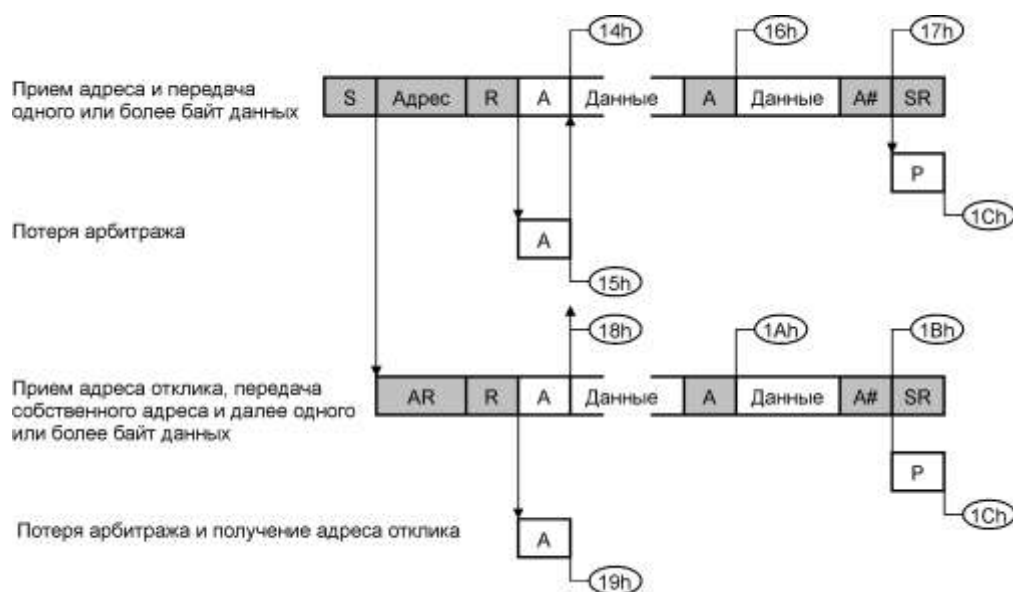 14h 16h 17h
Прием адреса и передача
одного или более байт данных
S Адрес R A Данные A Данные A# SR
P
1Ch
Потеря арбитража
A
15h
18h 1Ah 1Bh
Прием адреса отклика, передача
собственного адреса и далее одного
или более байт данных
AR R A Данные A Данные A# SR
P
1Ch
Потеря арбитража и получение адреса отклика
A
19h